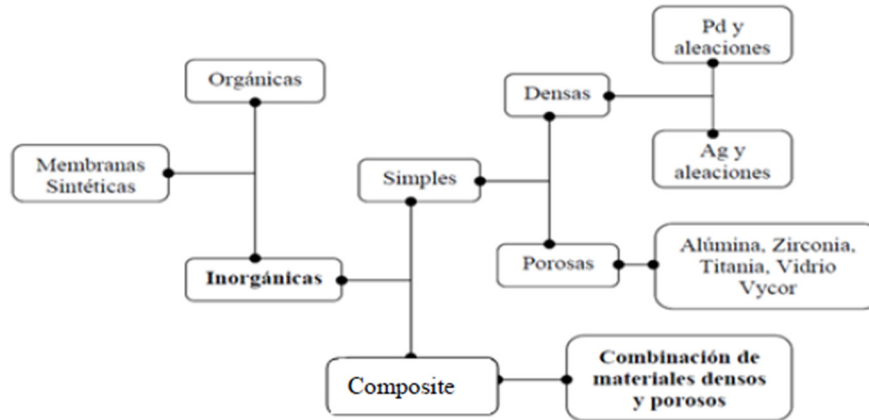 Membranas
Sintéticas
Orgánicas
Inorgánicas
Simples
Composite
Densas
Porosas
Pd y
aleaciones
Ag y
aleaciones
Alúmina, Zirconia,
Titania, Vidrio
Vycor
Combinación de
materiales densos
y porosos